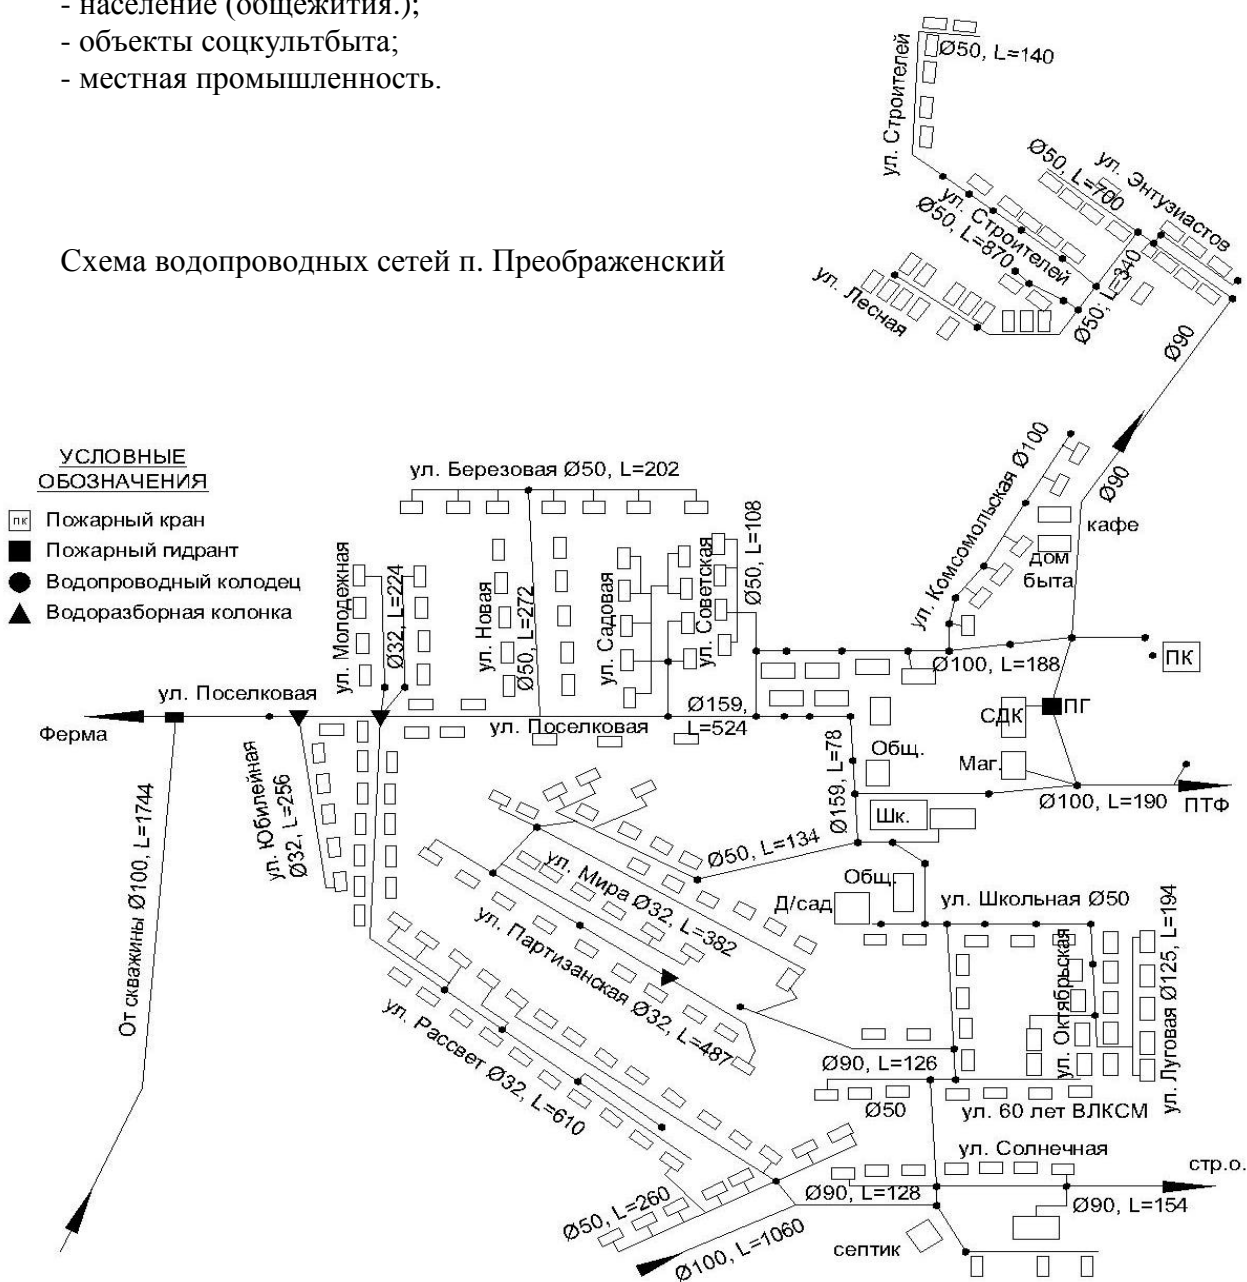 - население (общежития.);
- объекты соцкультбыта;
- местная промышленность.
Схема водопроводных сетей п. Преображенский
Ø50, L=140
ул. Строителей
Ø50, L=700
ул. Энтузиастов
ул. Строителей
Ø50, L=870
Ø50; L=340
ул. Лесная
Ø90
УСЛОВНЫЕ
ОБОЗНАЧЕНИЯ
ПК Пожарный кран
Пожарный гидрант
Водопроводный колодец
Водоразборная колонка
ул. Березовая Ø50, L=202
ул. Комсомольская Ø100
Ø90
кафе
дом
быта
ул. Молодежная
Ø32, L=224
ул. Новая
Ø50, L=272
ул. Садовая
ул. Советская
Ø50, L=108
Ø100, L=188
ПК
ул. Поселковая
Ферма
ул. Поселковая
Ø159,
L=524
СДК
ПГ
Общ.
Маг.
Ø159, L=78
Ø100, L=190
ПТФ
Шк.
ул. Юбилейная
Ø32, L=256
От скважины Ø100, L=1744
Ø50, L=134
ул. Мира Ø32, L=382
Общ.
Д/сад
ул. Школьная Ø50
ул. Партизанская Ø32, L=487
ул. Октябрьская
ул. Луговая Ø125, L=194
ул. Рассвет Ø32, L=610
Ø90, L=126
Ø50
ул. 60 лет ВЛКСМ
ул. Солнечная
стр.о.
Ø50, L=260
Ø90, L=128
Ø90, L=154
Ø100, L=1060
септик